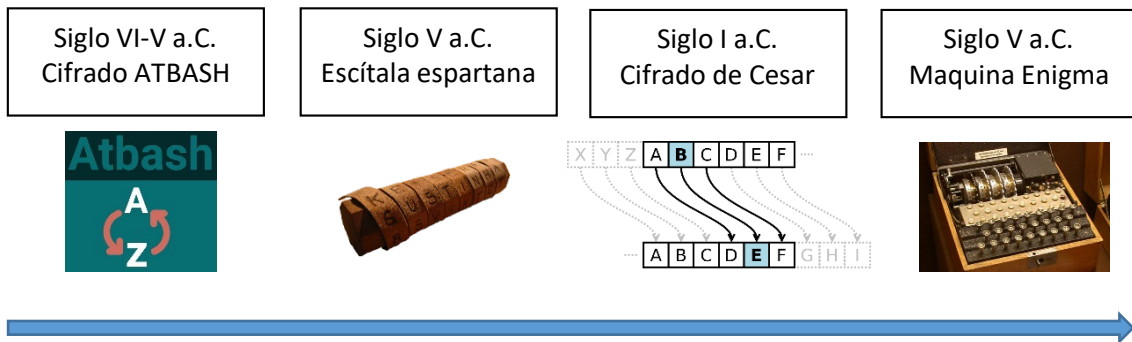 Siglo VI-V a.C.
Cifrado ATBASH
Siglo V a.C.
Escítala espartana
Siglo I a.C.
Cifrado de Cesar
Siglo V a.C.
Maquina Enigma
Atbash
A
Z
X Y Z A B C D E F ...
... A B C D E F G H I